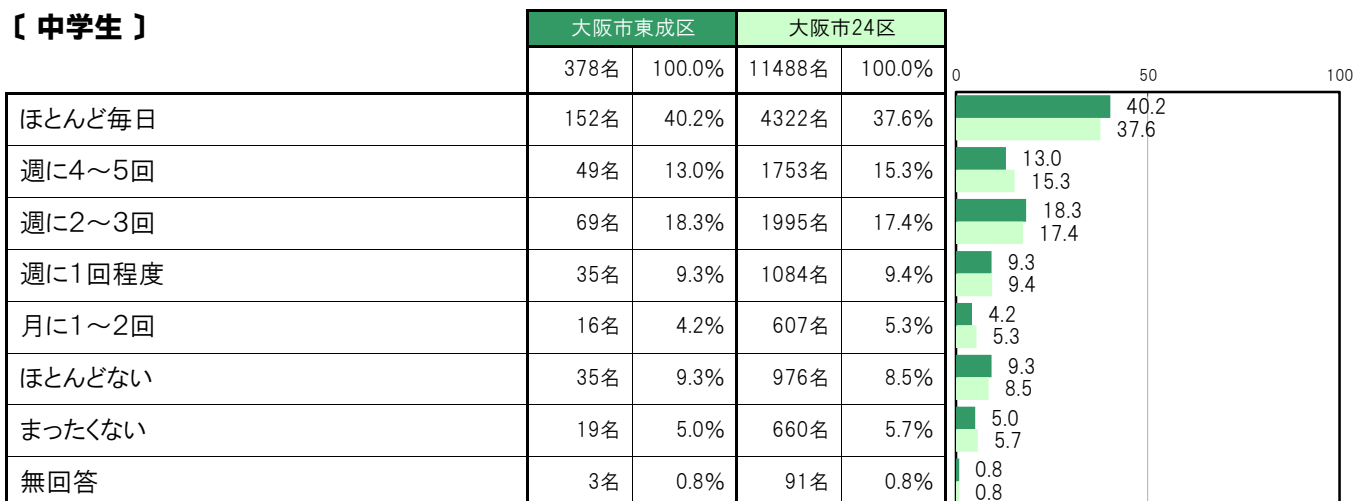 〔 中学生 〕
大阪市東成区 大阪市24区
378名 100.0% 11488名 100.0%
0 50 100
ほとんど毎日 152名 40.2% 4322名 37.6% 40.2
37.6
週に4～5回 49名 13.0% 1753名 15.3% 13.0
15.3
週に2～3回 69名 18.3% 1995名 17.4% 18.3
17.4
週に1回程度 35名 9.3% 1084名 9.4% 9.3
9.4
月に1～2回 16名 4.2% 607名 5.3% 4.2
5.3
ほとんどない 35名 9.3% 976名 8.5% 9.3
8.5
まったくない 19名 5.0% 660名 5.7% 5.0
5.7
無回答 3名 0.8% 91名 0.8% 0.8
0.8